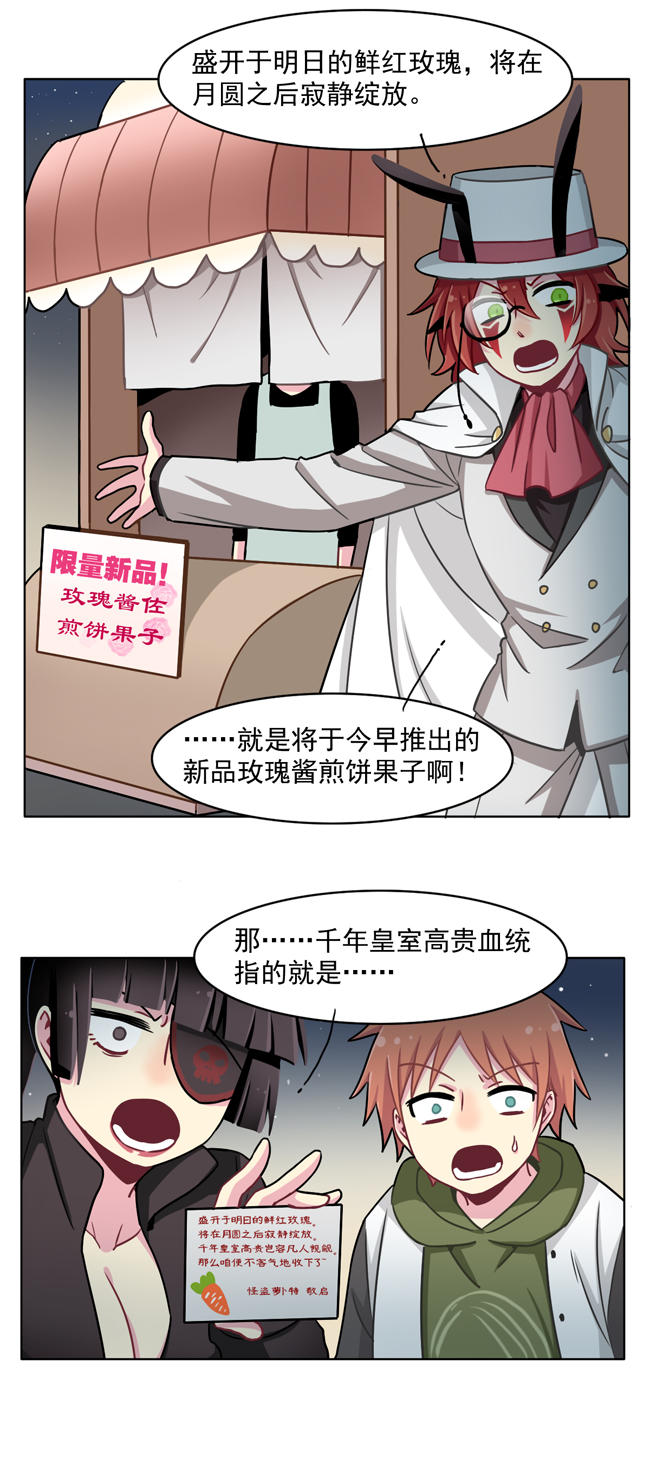 盛开于明日的鲜红玫瑰，将在
月圆之后寂静绽放。
限量新品！
玫瑰酱佐
煎饼果子
……就是将于今早推出的
新品玫瑰酱煎饼果子啊！
那……千年皇室高贵血统
指的就是……
盛开于明日的鲜红玫瑰。
将在月圆之后寂静绽放。
千年皇室高贵岂容凡人觊觎。
那么咱便不客气地收下了~
怪盗萝卜特 敬启